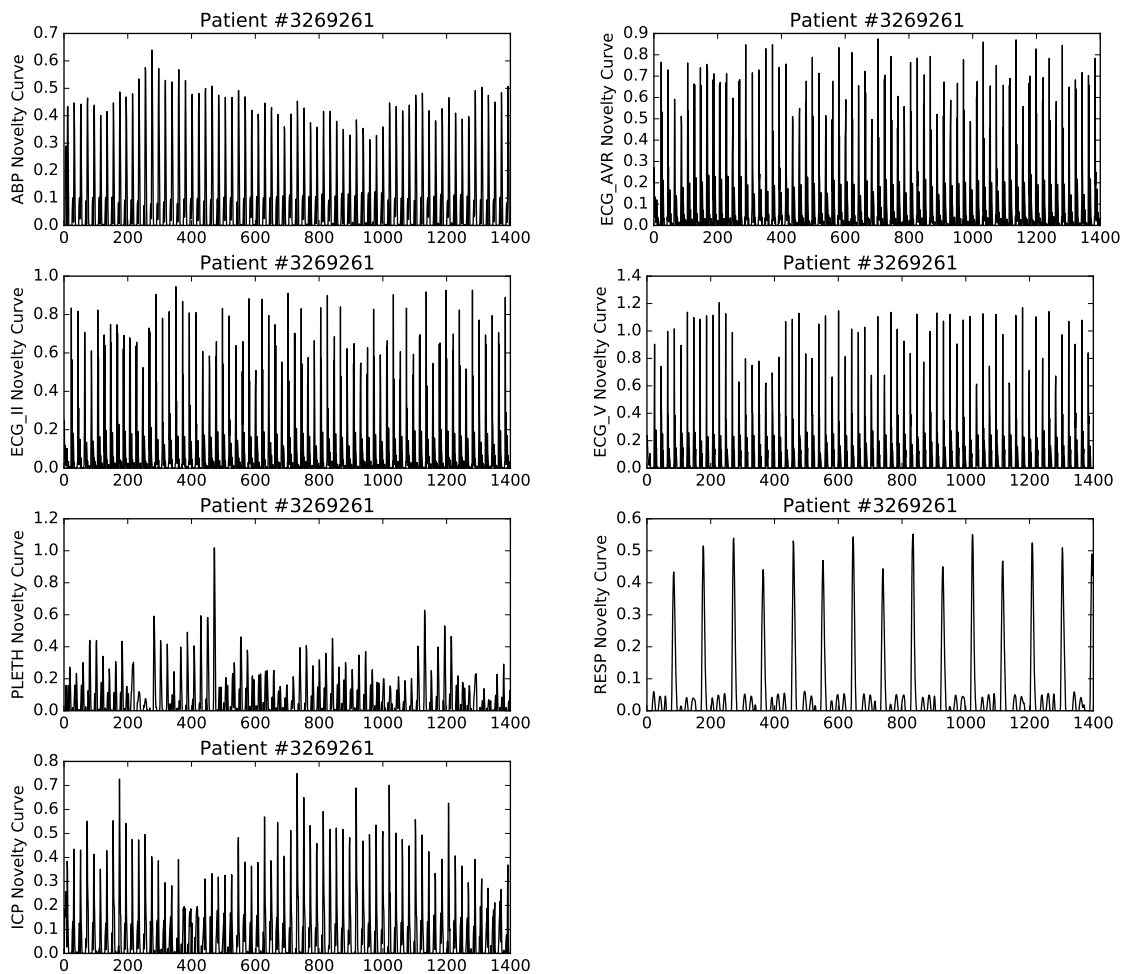 Patient #3269261
ABP Novelty Curve
0.7
0.6
0.5
0.4
0.3
0.2
0.1
0.0
0 200 400 600 800 1000 1200 1400
Patient #3269261
ECG_AVR Novelty Curve
0.9
0.8
0.7
0.6
0.5
0.4
0.3
0.2
0.1
0.0
0 200 400 600 800 1000 1200 1400
Patient #3269261
ECG_II Novelty Curve
1.0
0.8
0.6
0.4
0.2
0.0
0 200 400 600 800 1000 1200 1400
Patient #3269261
ECG_V Novelty Curve
1.4
1.2
1.0
0.8
0.6
0.4
0.2
0.0
0 200 400 600 800 1000 1200 1400
Patient #3269261
PLETH Novelty Curve
1.2
1.0
0.8
0.6
0.4
0.2
0.0
0 200 400 600 800 1000 1200 1400
Patient #3269261
RESP Novelty Curve
0.6
0.5
0.4
0.3
0.2
0.1
0.0
0 200 400 600 800 1000 1200 1400
Patient #3269261
ICP Novelty Curve
0.8
0.7
0.6
0.5
0.4
0.3
0.2
0.1
0.0
0 200 400 600 800 1000 1200 1400